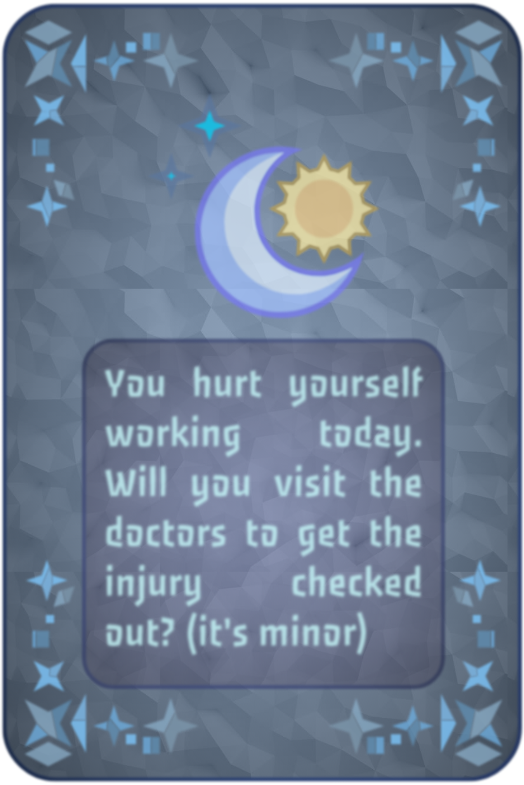 You hurt yourself
working today.
Will you visit the
doctors to get the
injury checked
out? (it's minor)